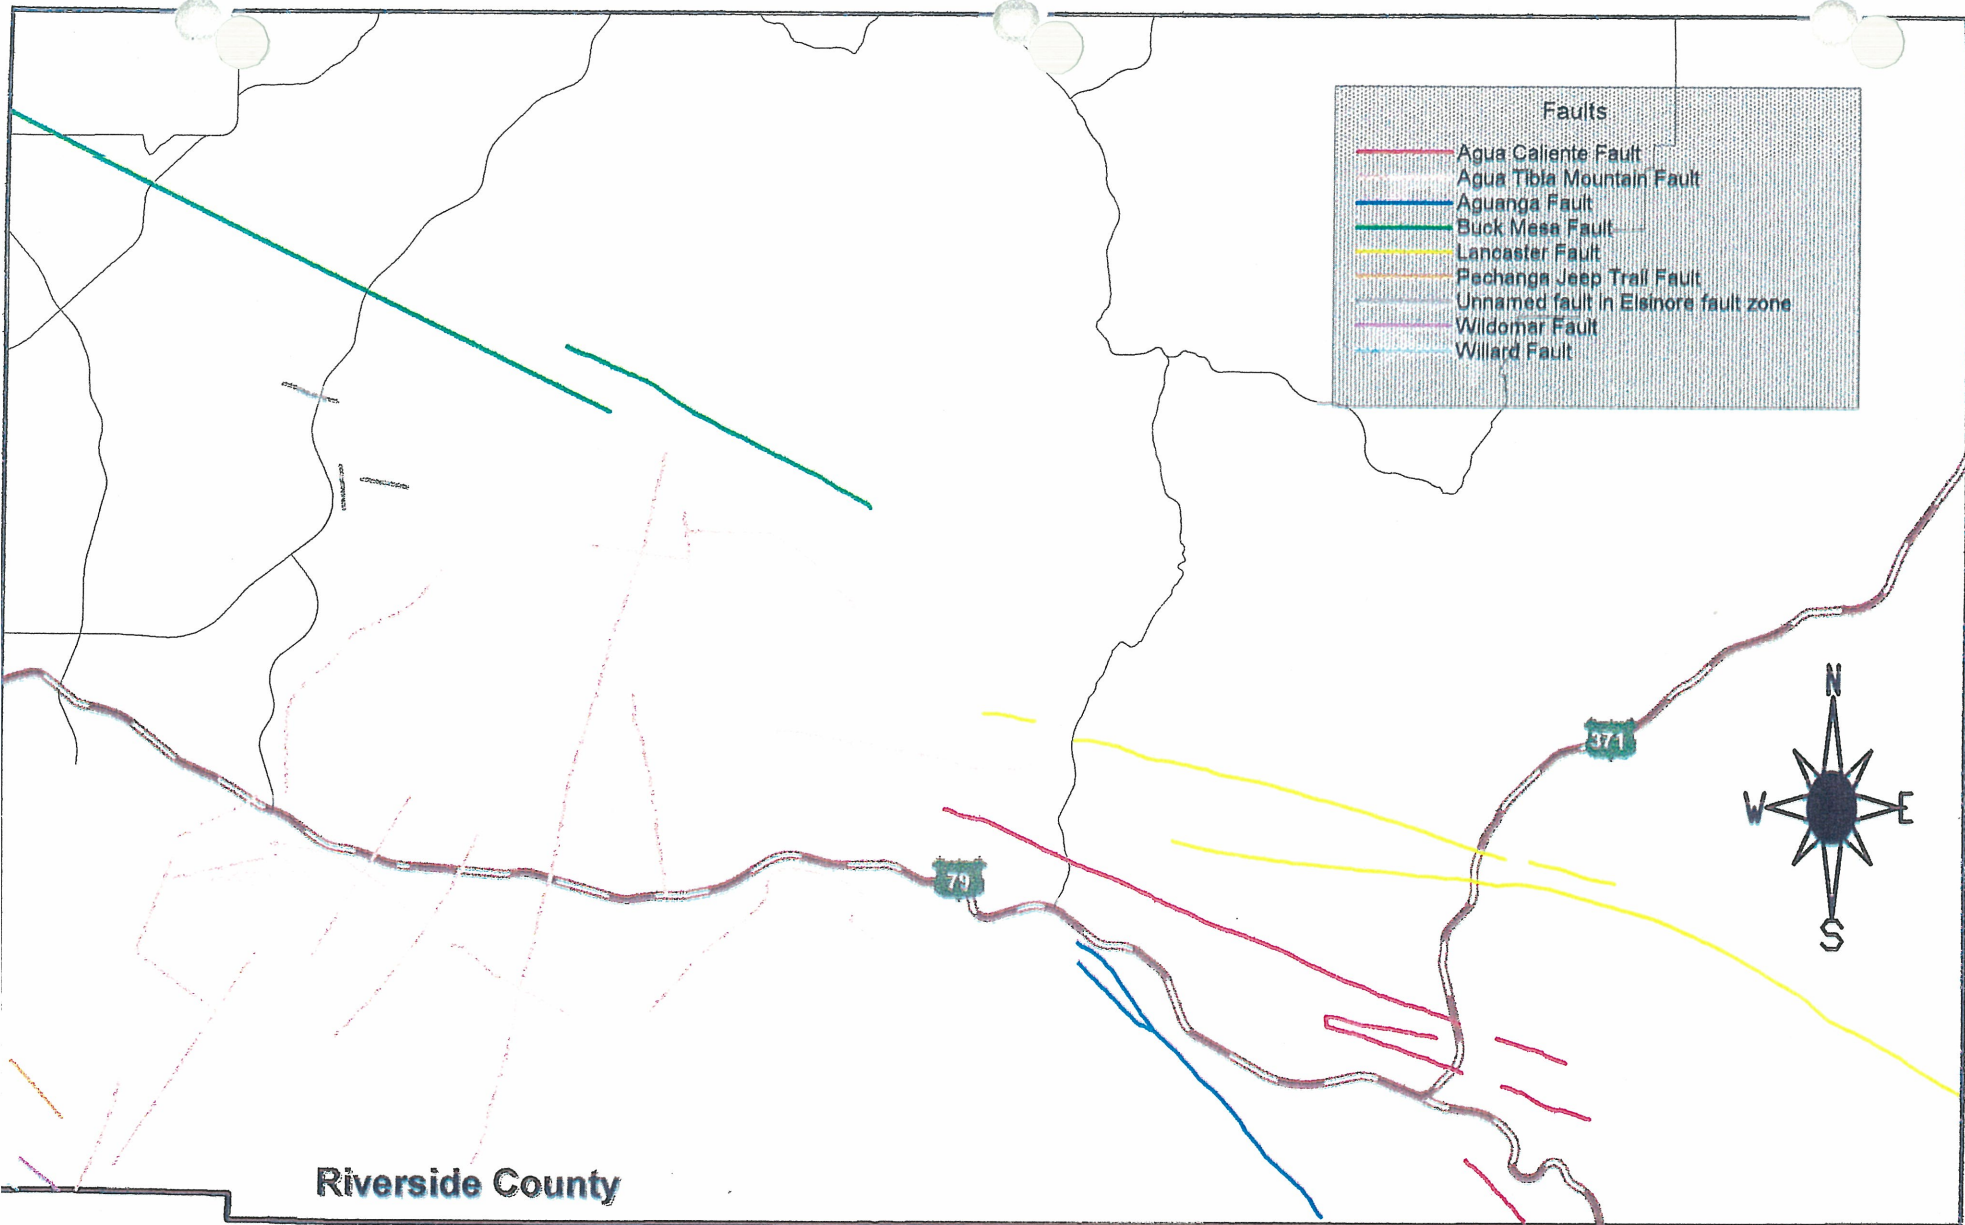 Faults
Agua Caliente Fault
Agua Tibia Mountain Fault
Aguanga Fault
Buck Mesa Fault
Lancaster Fault
Pechanga Jeep Trail Fault
Unnamed fault in Elsinore fault zone
Wildomar Fault
Willard Fault
N
371
W E
79
S
Riverside County